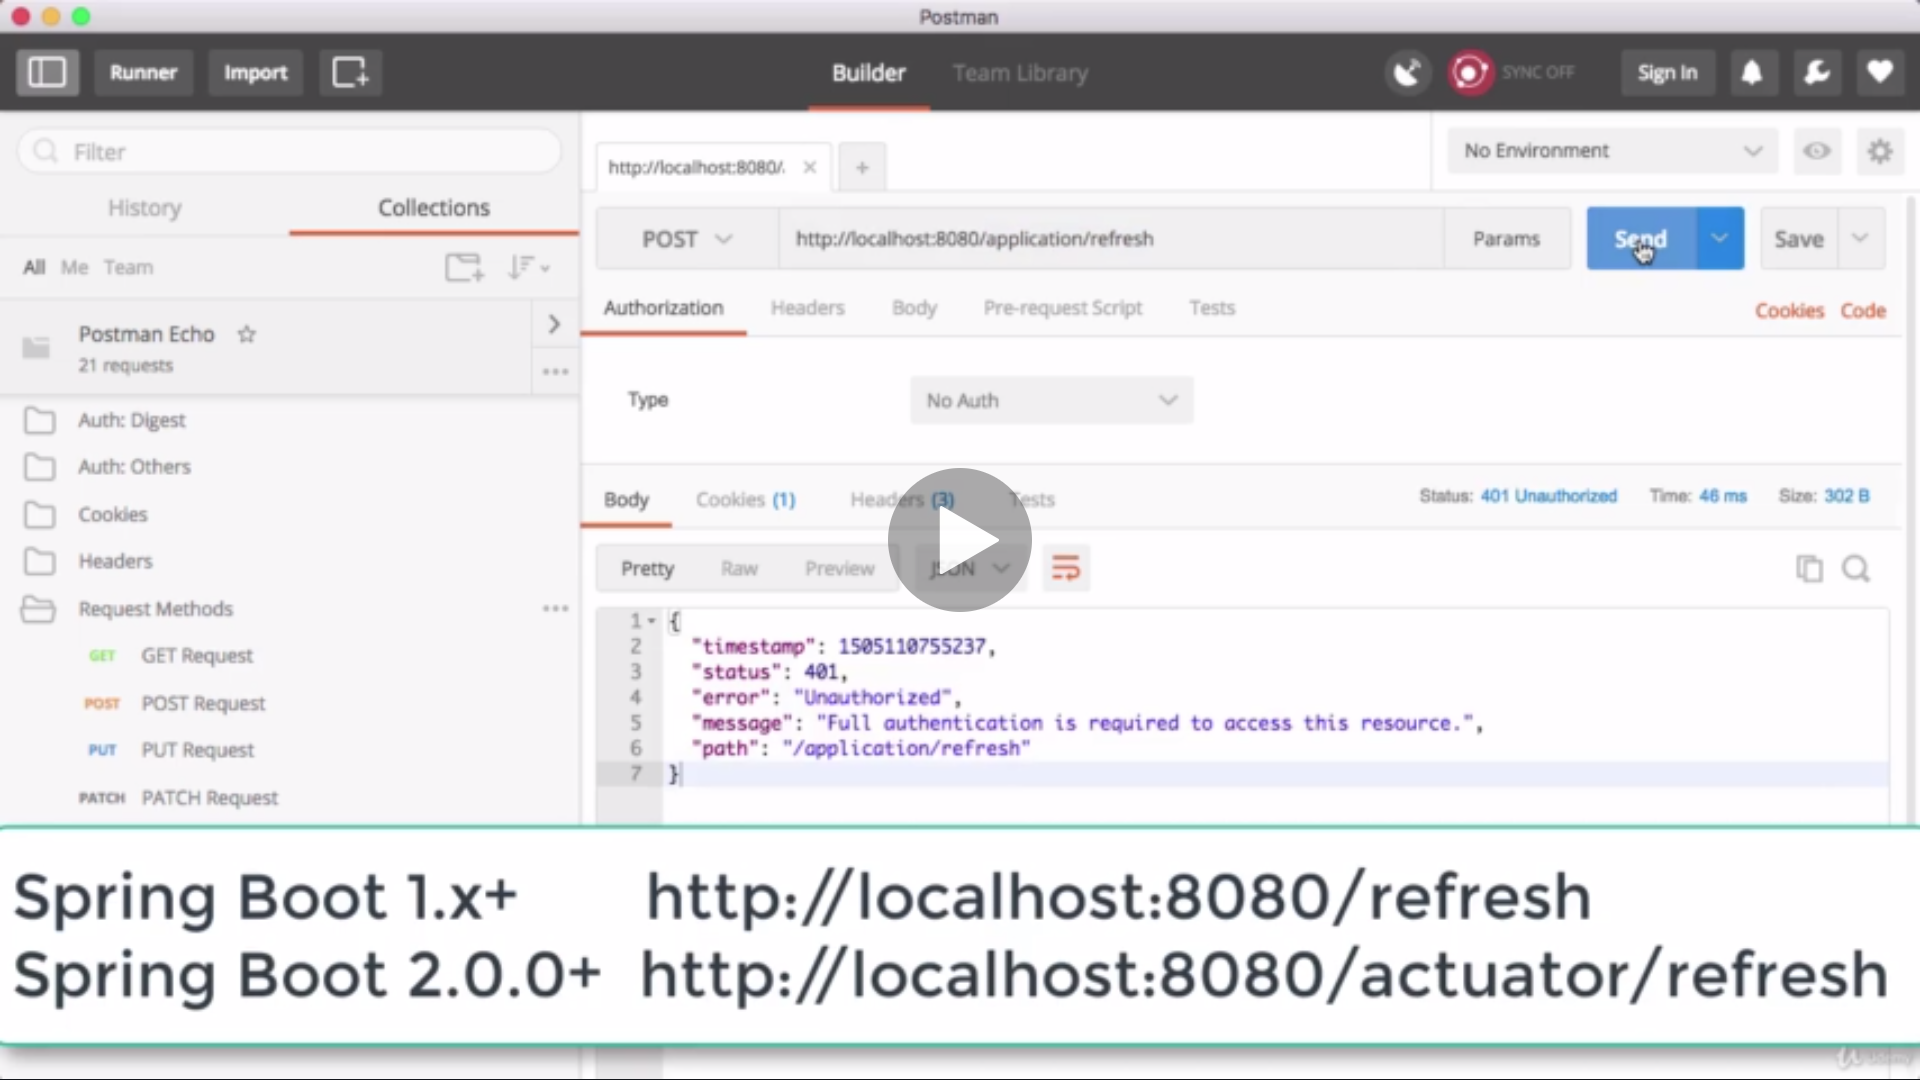 Postman
Runner Import Builder Team Library SYNC OFF Sign In
Filter
History Collections
All Me Team
Postman Echo
21 requests
Auth: Digest
Auth: Others
Cookies
Headers
Request Methods
GET GET Request
POST POST Request
PUT PUT Request
PATCH PATCH Request
http://localhost:8080/. No Environment
POST http://localhost:8080/application/refresh Params Send Save
Authorization Headers Body Pre-request Script Tests Cookies Code
Type No Auth
Body Cookies (1) Headers (3) Tests Status: 401 Unauthorized Time: 46 ms Size: 302 B
Pretty Raw Preview JSON
1 {
2 "timestamp": 1505110755237,
3 "status": 401,
4 "error": "Unauthorized",
5 "message": "Full authentication is required to access this resource.",
6 "path": "/application/refresh"
7 }
Spring Boot 1.x+ http://localhost:8080/refresh
Spring Boot 2.0.0+ http://localhost:8080/actuator/refresh
Udemy